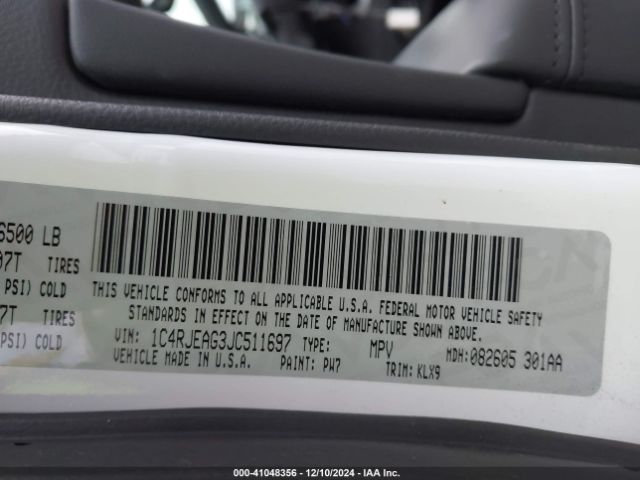 6500 LB
07T TIRES
PSI) COLD
7T TIRES
PSI) COLD
THIS VEHICLE CONFORMS TO ALL APPLICABLE U.S.A. FEDERAL MOTOR VEHICLE SAFETY
STANDARDS IN EFFECT ON THE DATE OF MANUFACTURE SHOWN ABOVE.
VIN: 1C4RJEAG3JC511697 TYPE: MPV MDH: 082605 301AA
VEHICLE MADE IN U.S.A. PAINT: PW7 TRIM: KLX9
©2024 - 41048356 - 12/10/2024 - IAA Inc.